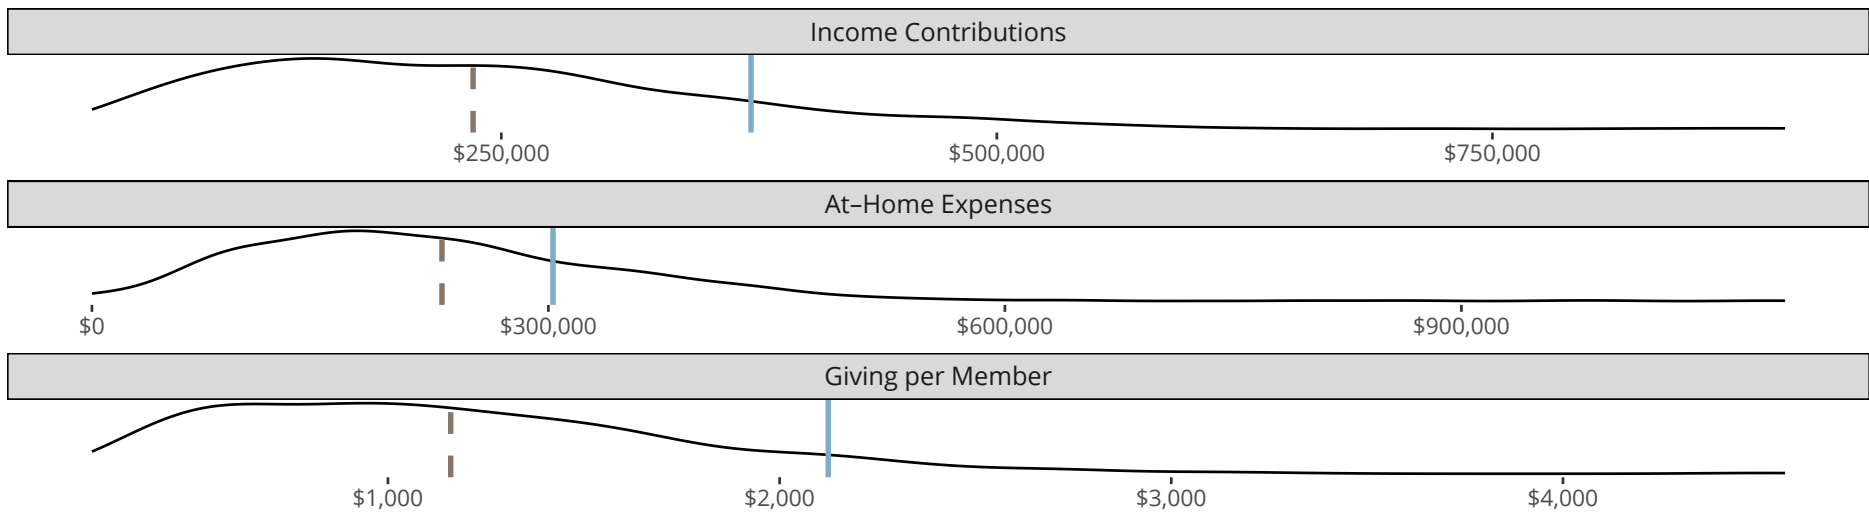 Income Contributions
$250,000 $500,000 $750,000
At–Home Expenses
$0 $300,000 $600,000 $900,000
Giving per Member
$1,000 $2,000 $3,000 $4,000